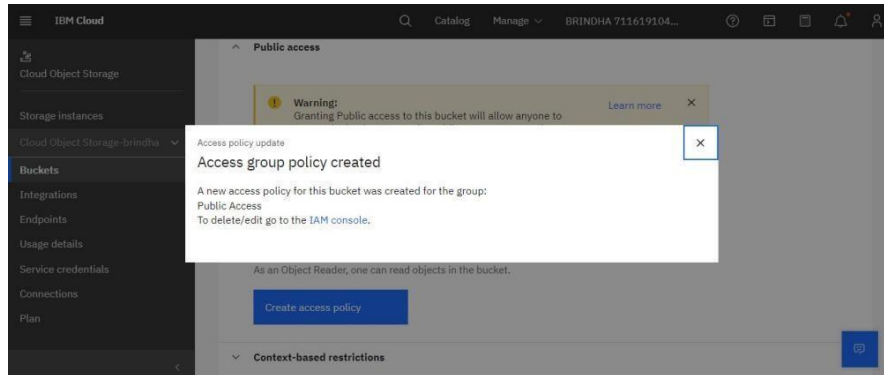 IBM Cloud
Catalog
Manage
BRINDHA 711619104...
Cloud Object Storage
Storage instances
Cloud Object Storage-brindha
Buckets
Integrations
Endpoints
Usage details
Service credentials
Connections
Plan
Public access
Warning:
Granting Public access to this bucket will allow anyone to
Learn more
Access policy update
Access group policy created
A new access policy for this bucket was created for the group:
Public Access
To delete/edit go to the IAM console.
As an Object Reader, one can read objects in the bucket.
Create access policy
Context-based restrictions